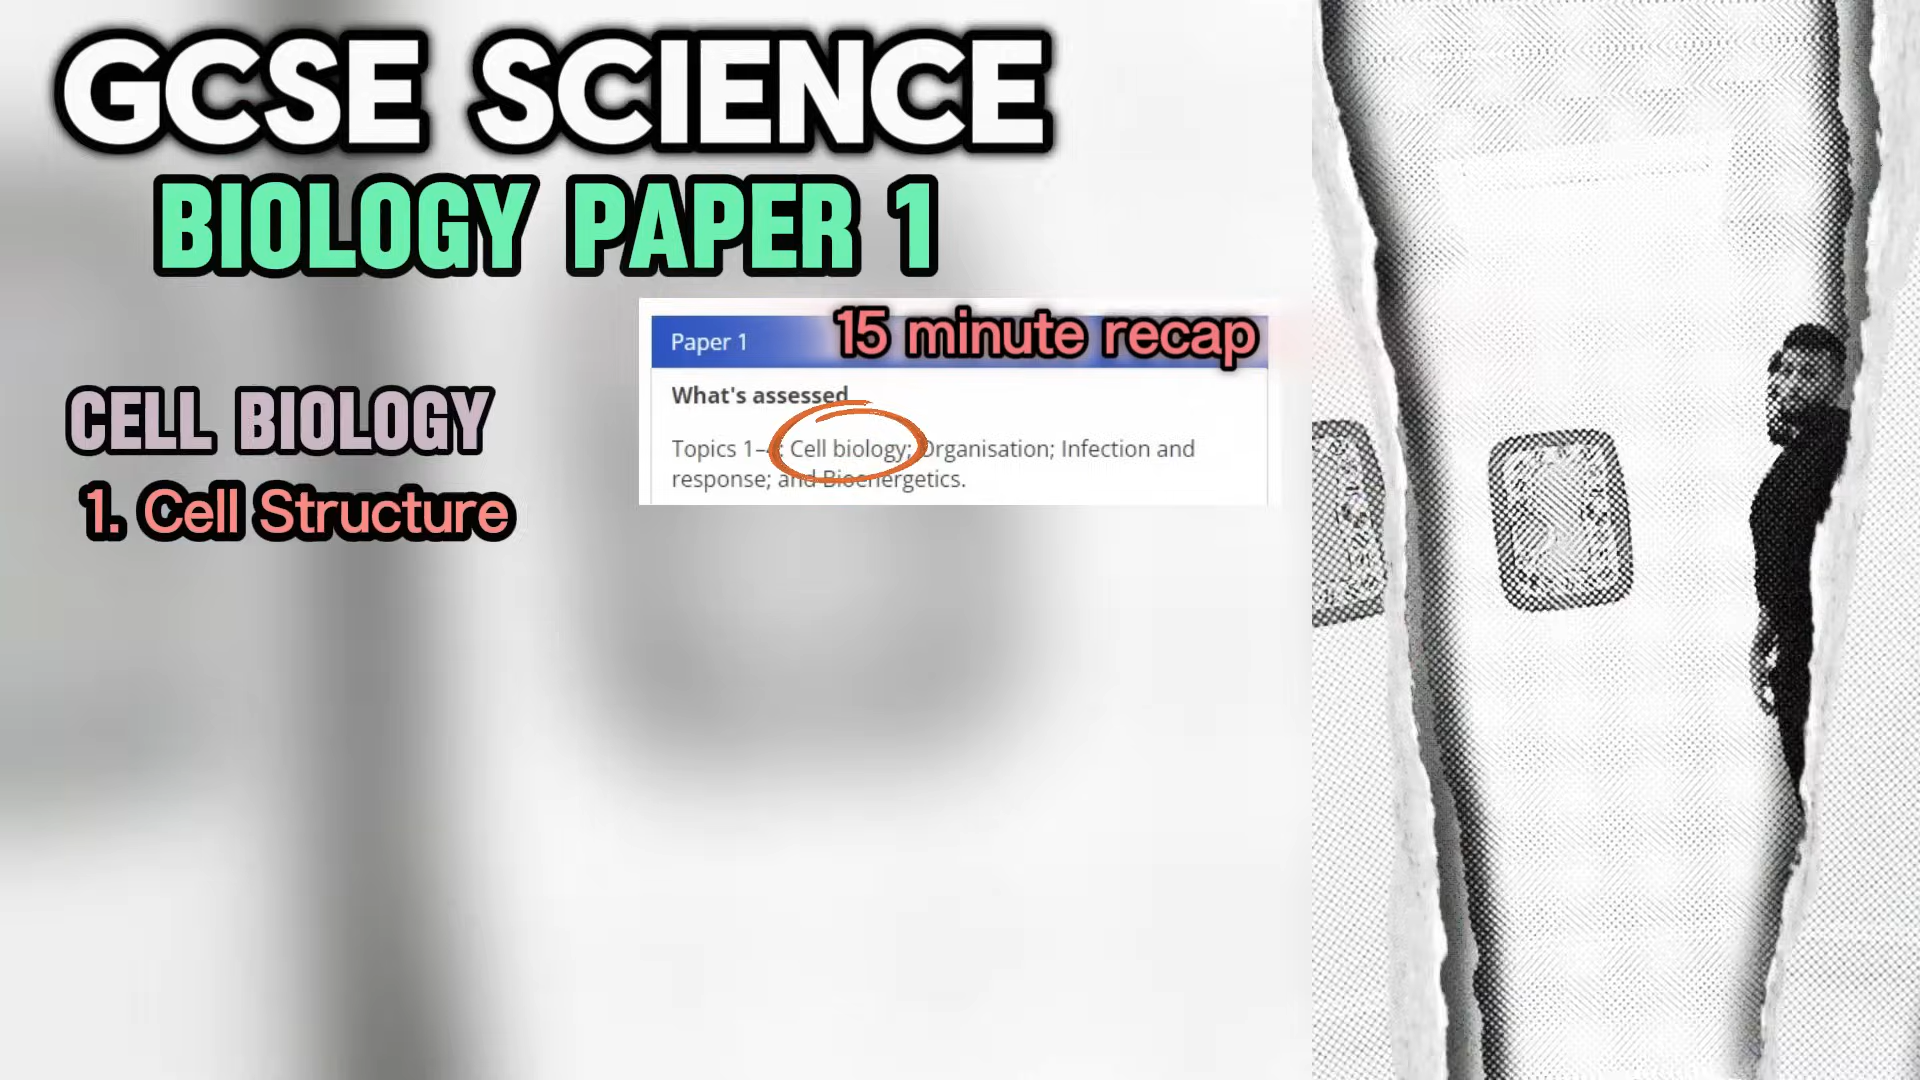 GCSE SCIENCE
BIOLOGY PAPER 1
15 minute recap
Paper 1
What's assessed
Topics 1–4: Cell biology; Organisation; Infection and
response; and Bioenergetics.
CELL BIOLOGY
1. Cell Structure